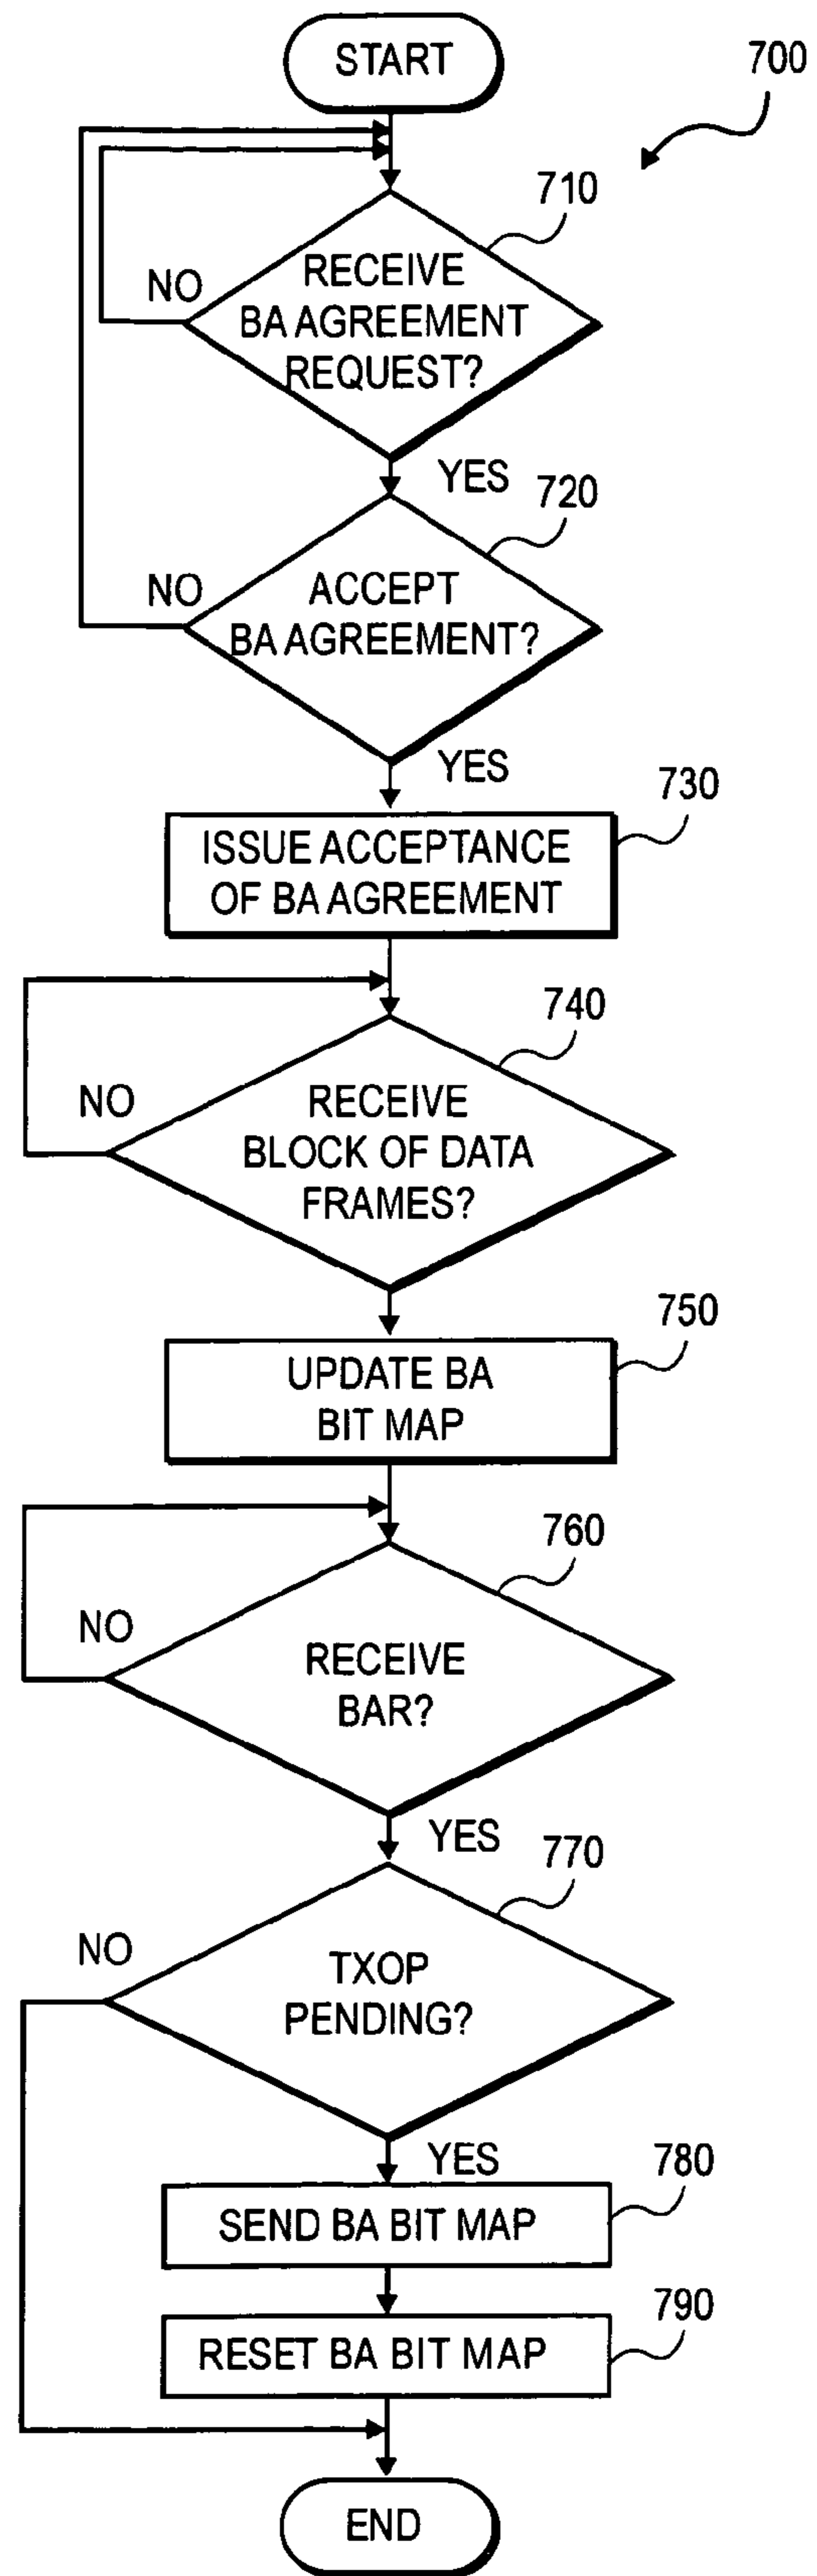 START
700
710
RECEIVE
BA AGREEMENT
REQUEST?
NO
YES
720
ACCEPT
BA AGREEMENT?
NO
YES
730
ISSUE ACCEPTANCE
OF BA AGREEMENT
740
RECEIVE
BLOCK OF DATA
FRAMES?
NO
750
UPDATE BA
BIT MAP
760
RECEIVE
BAR?
NO
YES
770
TXOP
PENDING?
NO
YES
780
SEND BA BIT MAP
790
RESET BA BIT MAP
END